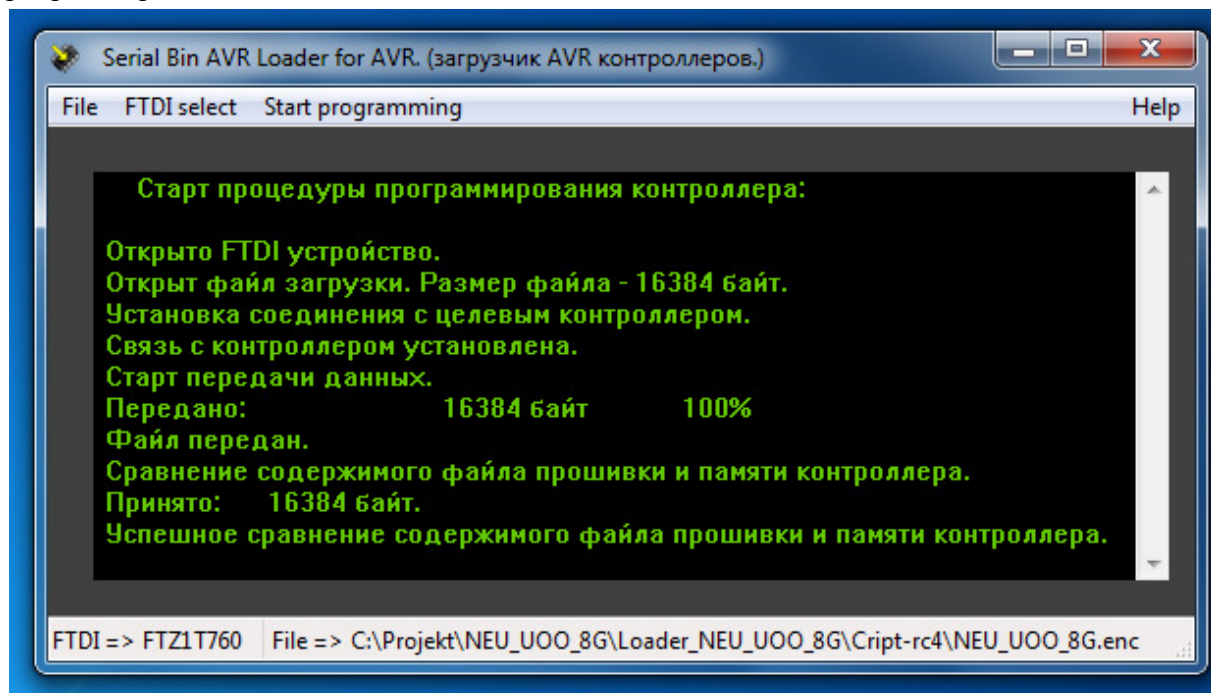 Serial Bin AVR Loader for AVR. (загрузчик AVR контроллеров.)
File FTDI select Start programming Help
Старт процедуры программирования контроллера:
Открыто FTDI устройство.
Открыт файл загрузки. Размер файла - 16384 байт.
Установка соединения с целевым контроллером.
Связь с контроллером установлена.
Старт передачи данных.
Передано: 16384 байт 100%
Файл передан.
Сравнение содержимого файла прошивки и памяти контроллера.
Принято: 16384 байт.
Успешное сравнение содержимого файла прошивки и памяти контроллера.
FTDI => FTZ1T760 File => C:\Projekt\NEU_UOO_8G\Loader_NEU_UOO_8G\Cript-rc4\NEU_UOO_8G.enc